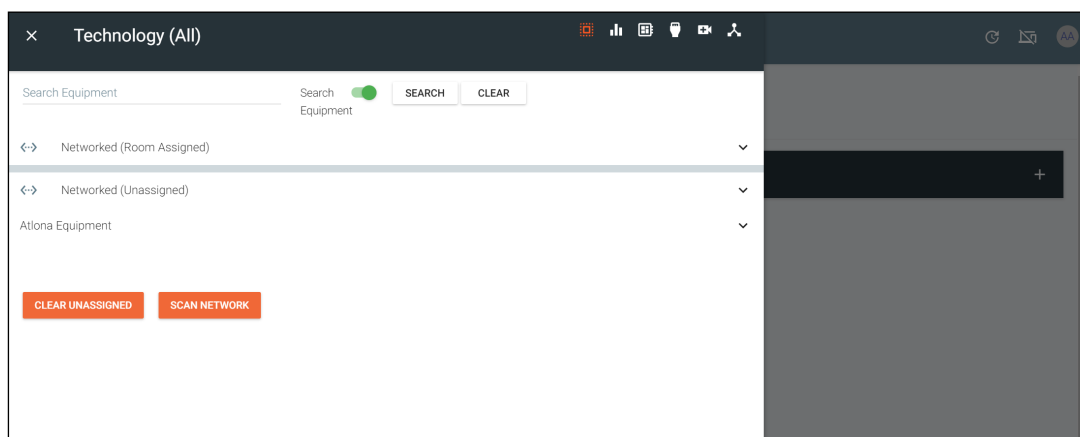 Technology (All)
AA
Search Equipment
Search
Equipment
SEARCH
CLEAR
Networked (Room Assigned)
Networked (Unassigned)
Atlona Equipment
CLEAR UNASSIGNED
SCAN NETWORK